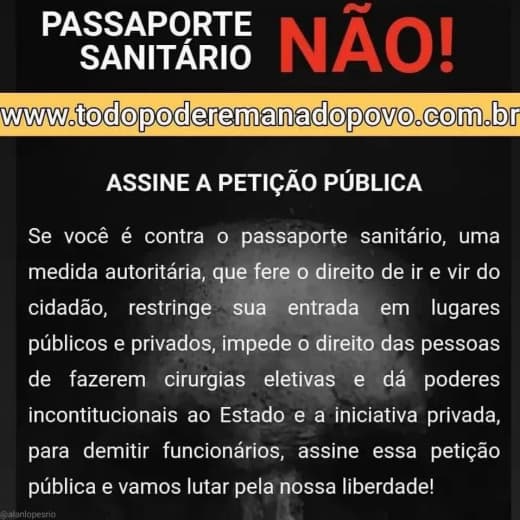 PASSAPORTE
SANITÁRIO NÃO!
www.todopoderemanadopovo.com.br
ASSINE A PETIÇÃO PÚBLICA
Se você é contra o passaporte sanitário, uma
medida autoritária, que fere o direito de ir e vir do
cidadão, restringe sua entrada em lugares
públicos e privados, impede o direito das pessoas
de fazerem cirurgias eletivas e dá poderes
incontitucionais ao Estado e a iniciativa privada,
para demitir funcionários, assine essa petição
pública e vamos lutar pela nossa liberdade!
@alanlopesrio